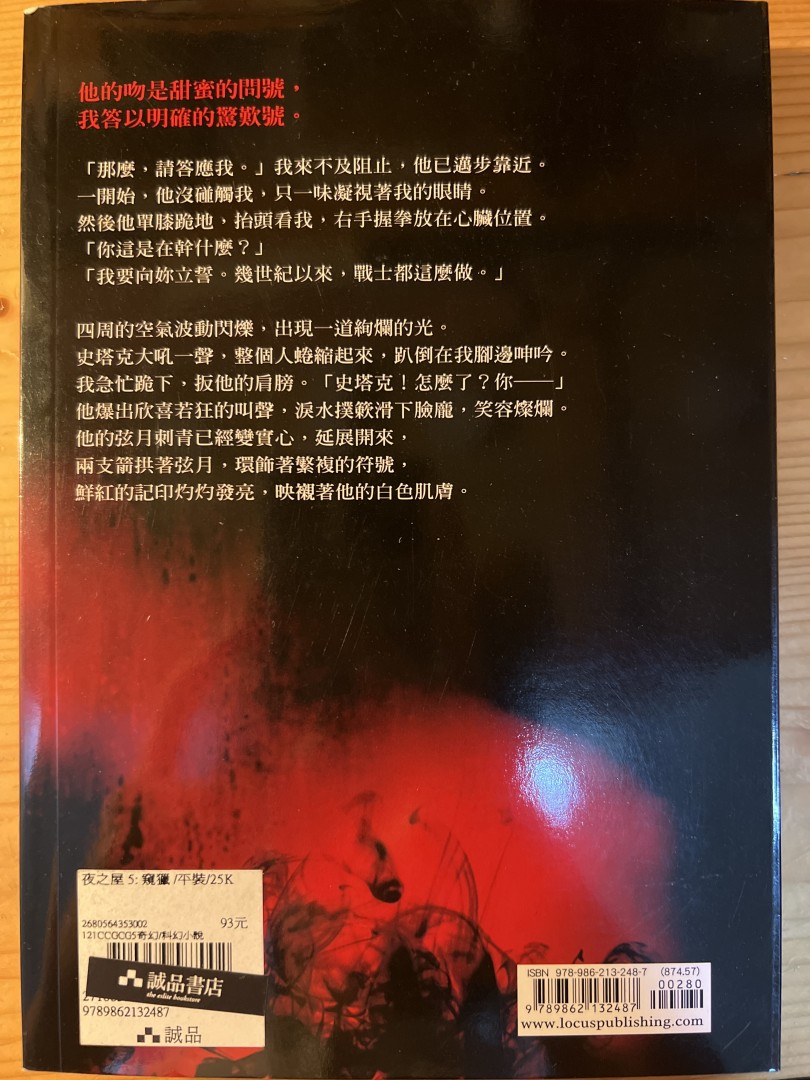 他的吻是甜蜜的問號，
我答以明確的驚歎號。
「那麼，請答應我。」我來不及阻止，他已邁步靠近。
一開始，他沒碰觸我，只一味凝視著我的眼睛。
然後他單膝跪地，抬頭看我，右手握拳放在心臟位置。
「你這是在幹什麼？」
「我要向妳立誓。幾世紀以來，戰士都這麼做。」
四周的空氣波動閃爍，出現一道絢爛的光。
史塔克大吼一聲，整個人蜷縮起來，趴倒在我腳邊呻吟。
我急忙跪下，扳他的肩膀。「史塔克！怎麼了？你——」
他爆出欣喜若狂的叫聲，淚水撲簌滑下臉龐，笑容燦爛。
他的弦月刺青已經變實心，延展開來，
兩支箭拱著弦月，環飾著繁複的符號，
鮮紅的記印灼灼發亮，映襯著他的白色肌膚。
夜之屋 5: 窺獵 /平裝/25K
2680564353002 93元
121CCGCG5奇幻/科幻小說
誠品書店
the eslite bookstore
9789862132487
誠品
ISBN 978-986-213-248-7 (874.57)
00280
9 789862 132487
www.locuspublishing.com